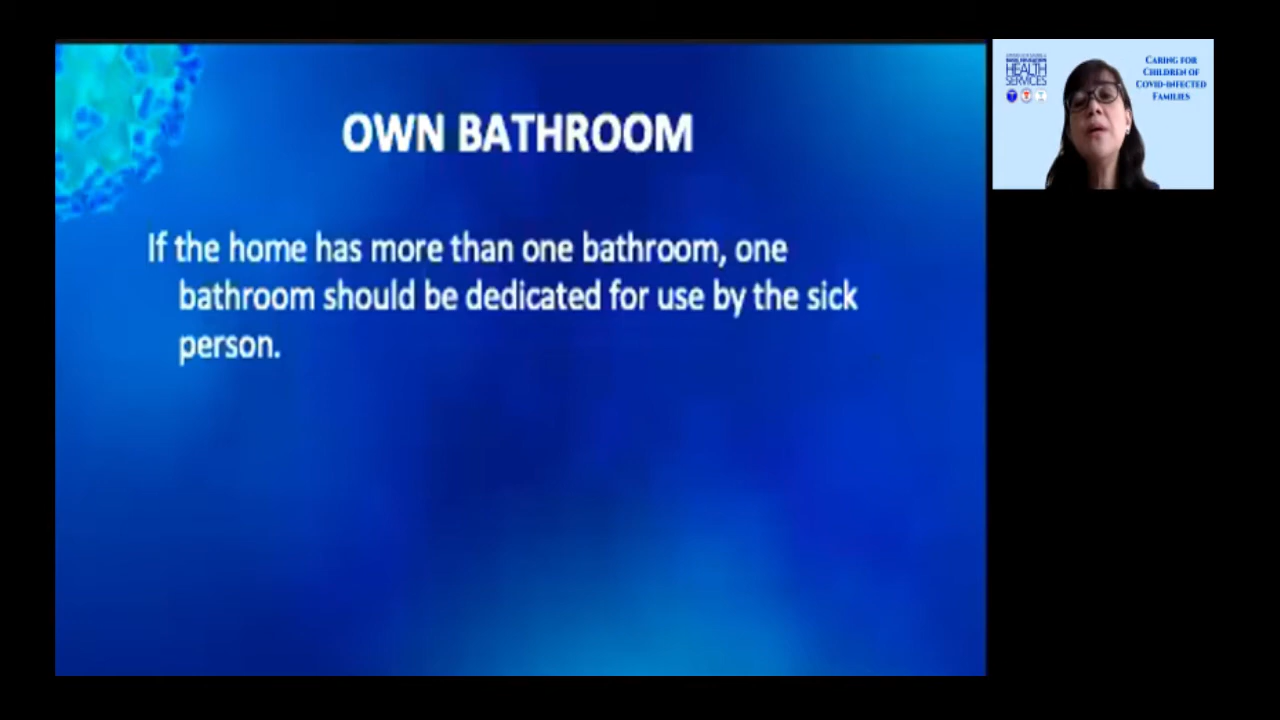 OWN BATHROOM
If the home has more than one bathroom, one
bathroom should be dedicated for use by the sick
person.
HEALTH
SERVICES
CARING FOR
CHILDREN OF
COVID-INFECTED
FAMILIES